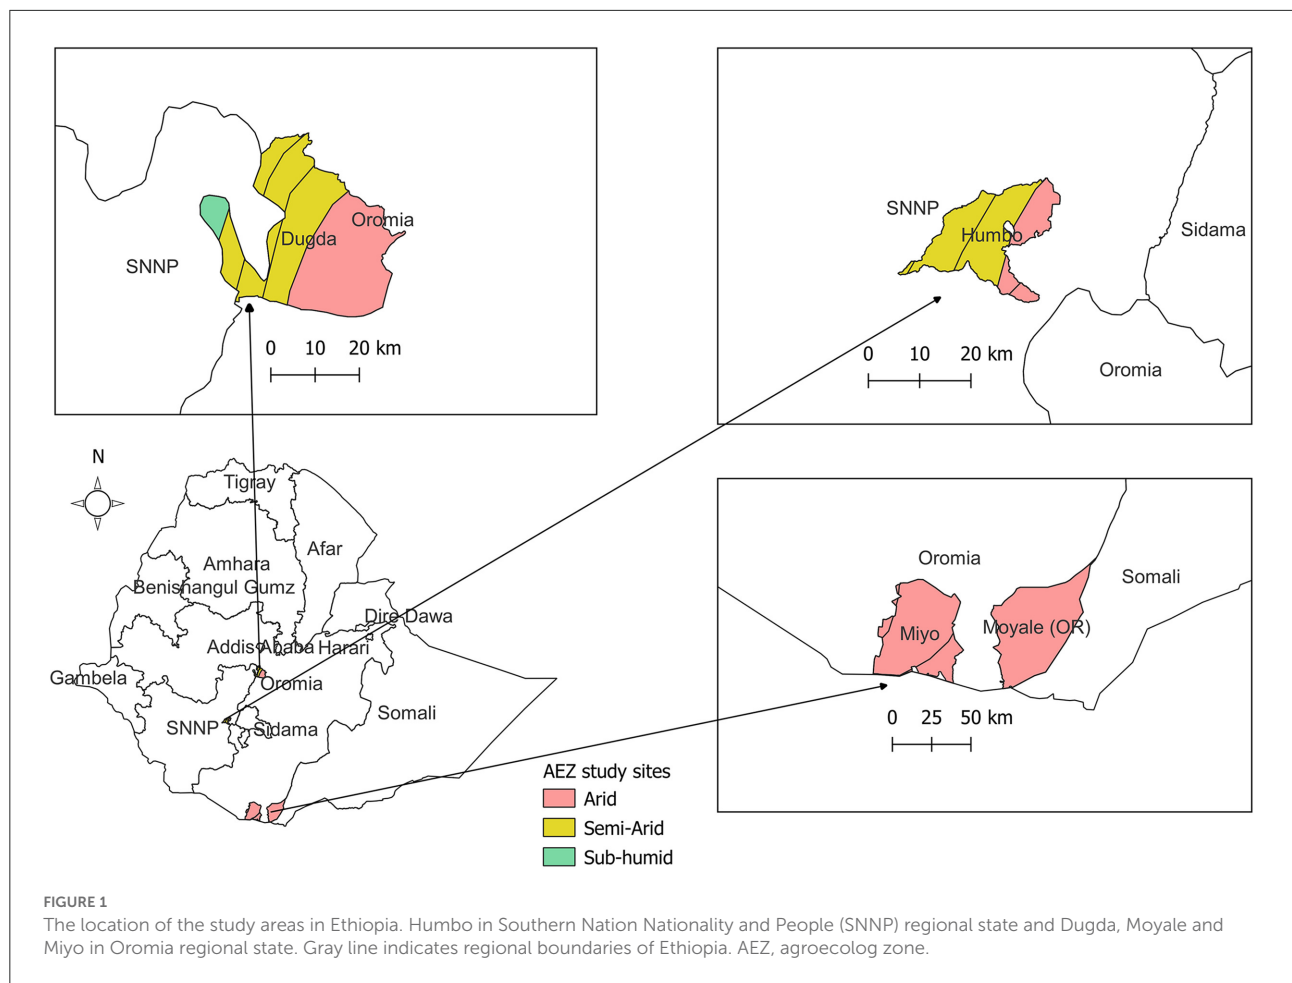 SNNP
Dugda
Oromia
0 10 20 km
SNNP
Humbo
Sidama
Oromia
0 10 20 km
N
Tigray
Afar
Amhara
Benishangul Gumz
Dire Dawa
Addis Ababa
Harari
Gambela
Oromia
SNNP
Sidama
Somali
Oromia
Somali
Miyo
Moyale (OR)
0 25 50 km
AEZ study sites
Arid
Semi-Arid
Sub-humid
FIGURE 1
The location of the study areas in Ethiopia. Humbo in Southern Nation Nationality and People (SNNP) regional state and Dugda, Moyale and
Miyo in Oromia regional state. Gray line indicates regional boundaries of Ethiopia. AEZ, agroecolog zone.